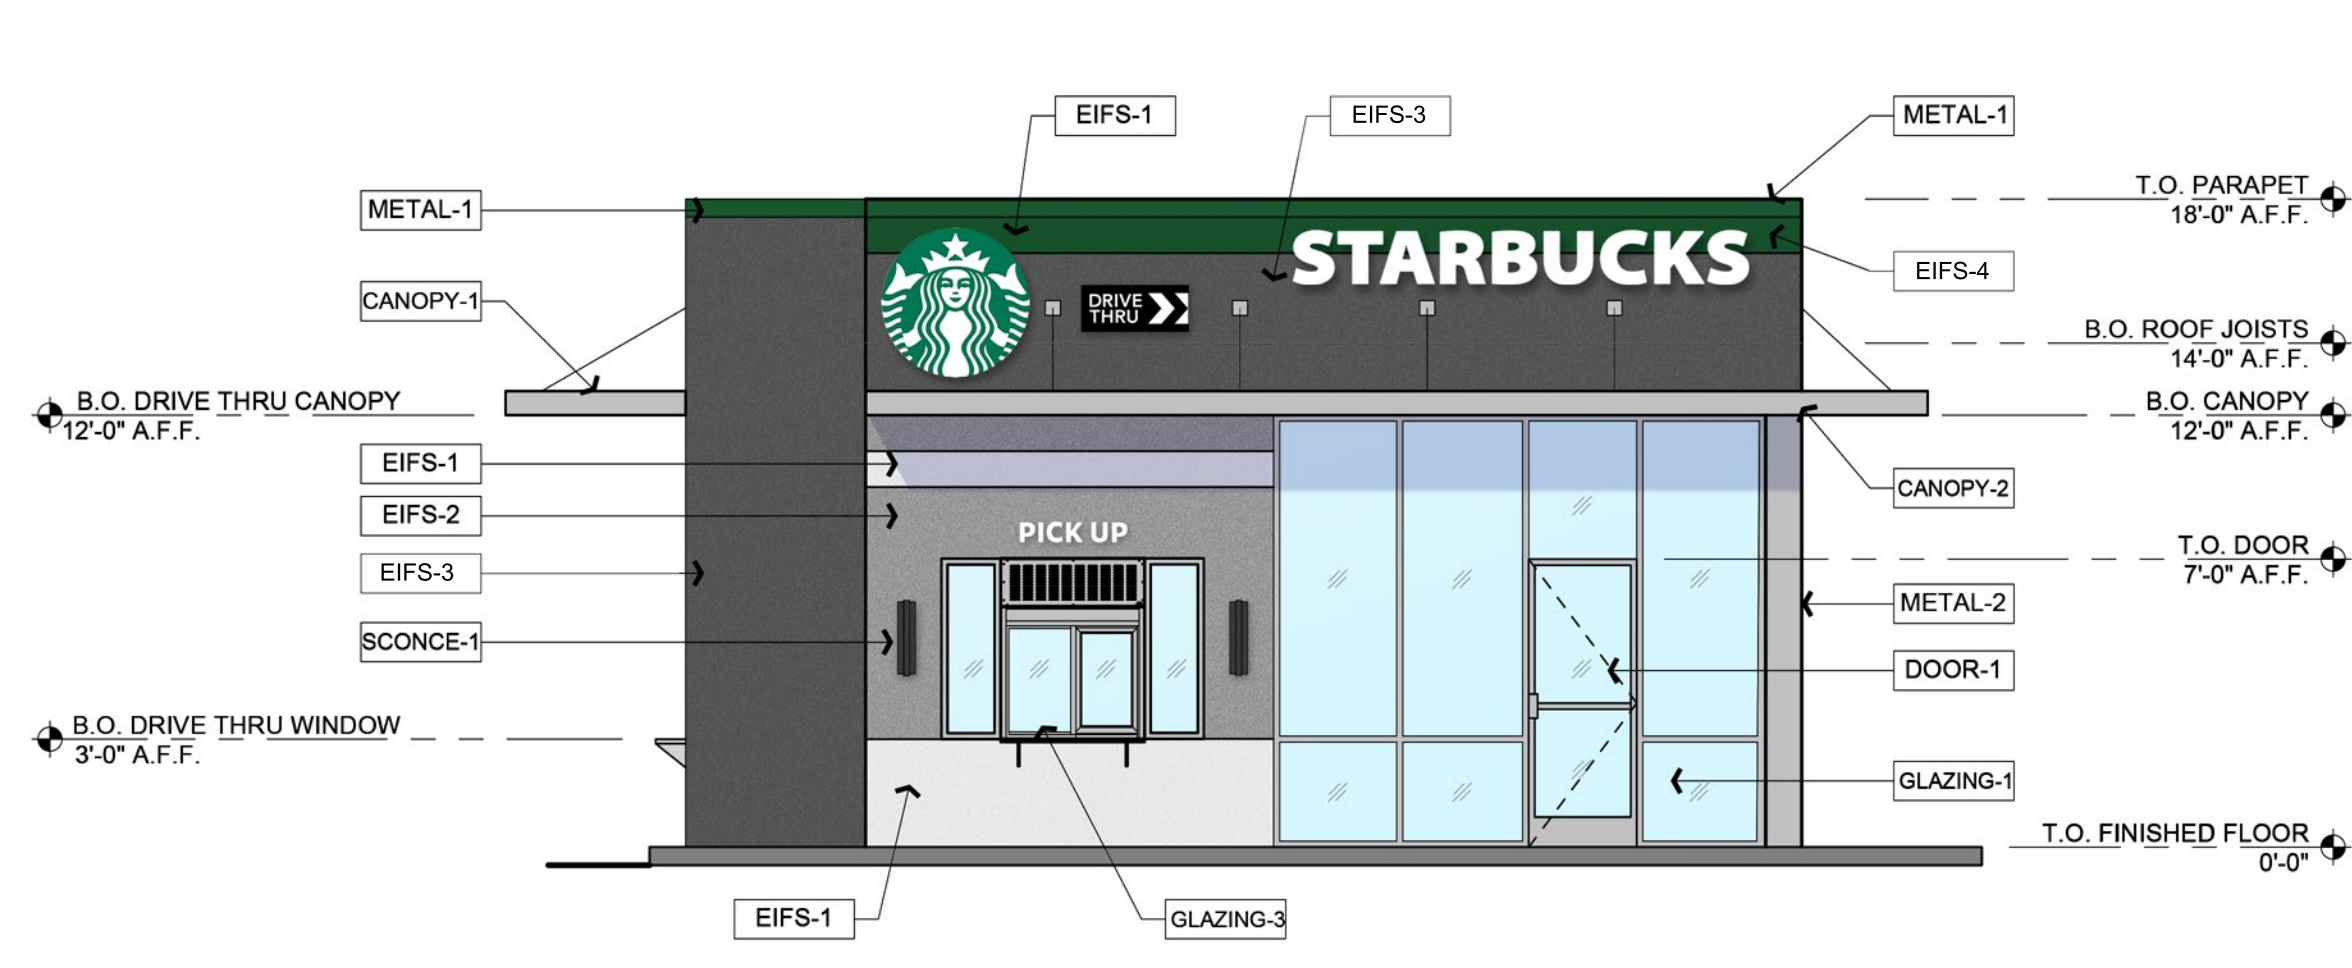 EIFS-1
EIFS-3
METAL-1
T.O. PARAPET
18'-0" A.F.F.
METAL-1
STARBUCKS
EIFS-4
CANOPY-1
DRIVE
THRU
B.O. ROOF JOISTS
14'-0" A.F.F.
B.O. DRIVE THRU CANOPY
12'-0" A.F.F.
B.O. CANOPY
12'-0" A.F.F.
EIFS-1
CANOPY-2
EIFS-2
PICK UP
T.O. DOOR
7'-0" A.F.F.
EIFS-3
METAL-2
SCONCE-1
DOOR-1
B.O. DRIVE THRU WINDOW
3'-0" A.F.F.
GLAZING-1
T.O. FINISHED FLOOR
0'-0"
EIFS-1
GLAZING-3